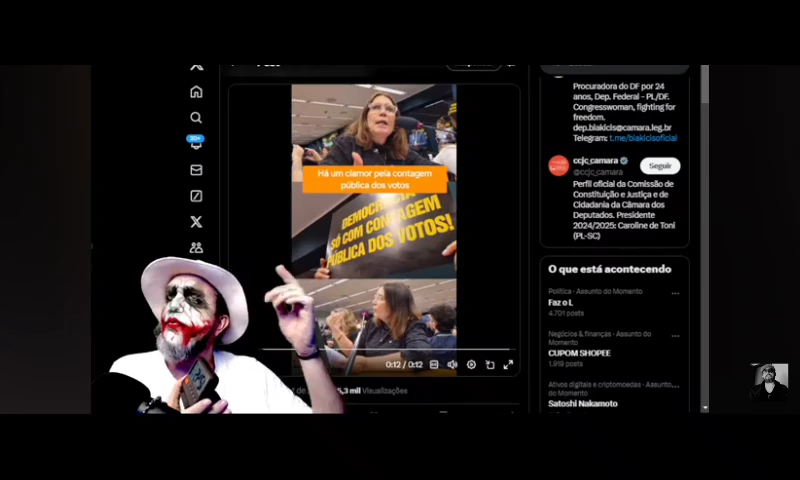 Há um clamor pela contagem
pública dos votos
DEMOCRACIA
SÓ COM CONTAGEM
PÚBLICA DOS VOTOS!
0:12 / 0:12
5,3 mil Visualizações
20+
Procuradora do DF por 24
anos, Dep. Federal - PL/DF.
Congresswoman, fighting for
freedom.
dep.biakicis@camara.leg.br
Telegram: t.me/biakicisoficial
ccjc_camara
@ccjc_camara
Seguir
Perfil oficial da Comissão de
Constituição e Justiça e de
Cidadania da Câmara dos
Deputados. Presidente
2024/2025: Caroline de Toni
(PL-SC)
O que está acontecendo
Política · Assunto do Momento
Faz o L
4.701 posts
Negócios & finanças · Assunto do
Momento
CUPOM SHOPEE
1.919 posts
Ativos digitais e criptomoedas · Assunto
do Momento
Satoshi Nakamoto